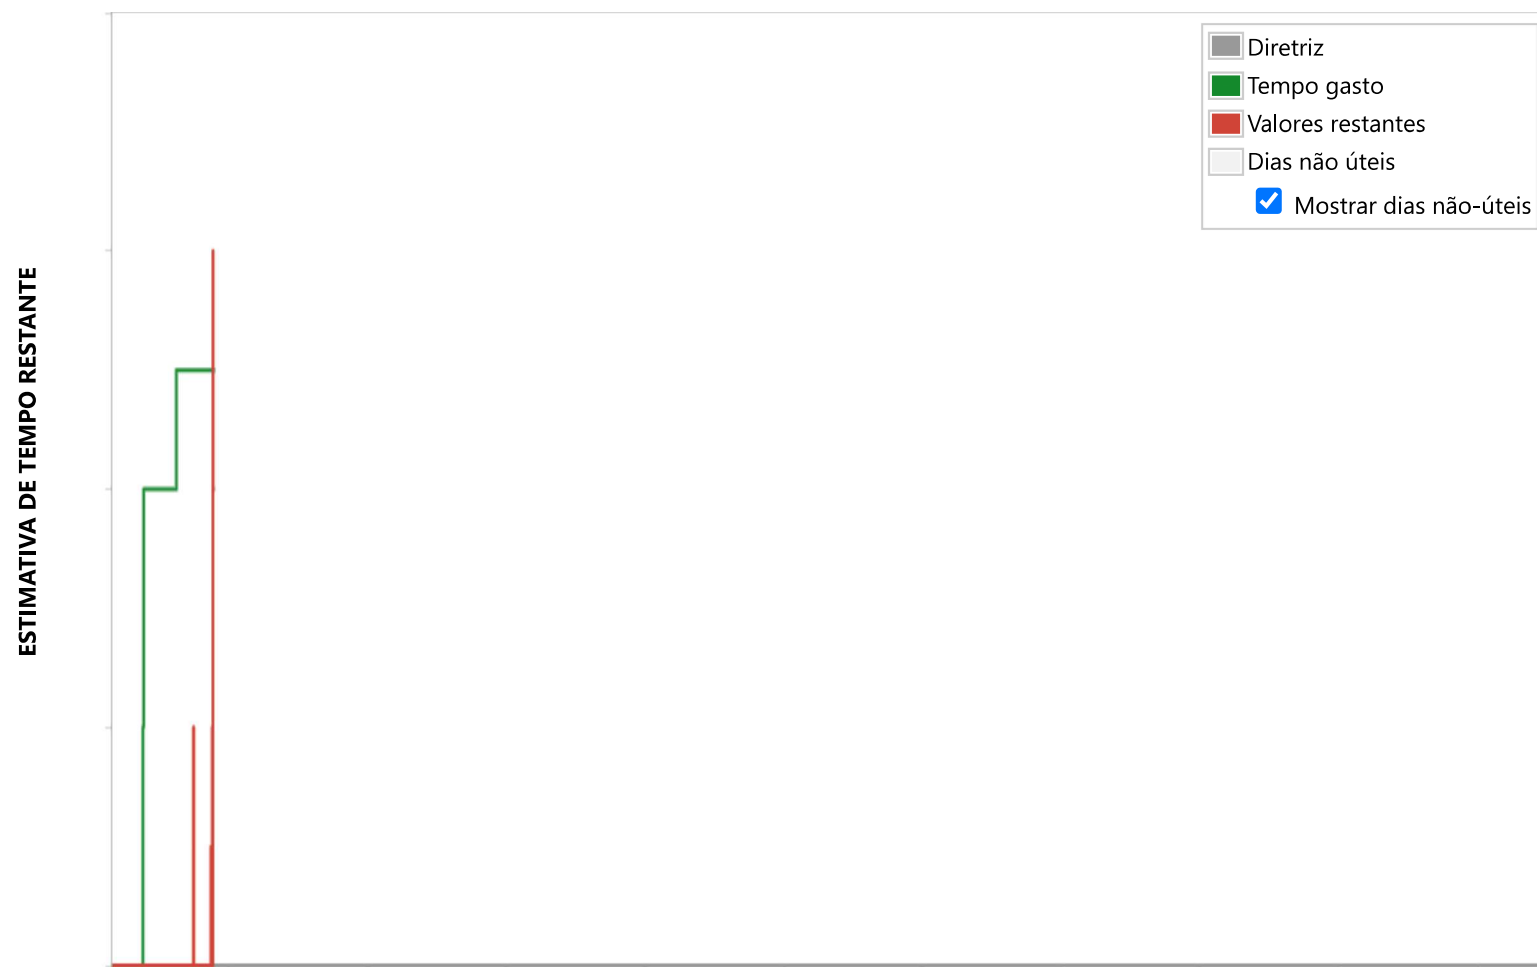 ESTIMATIVA DE TEMPO RESTANTE
Diretriz
Tempo gasto
Valores restantes
Dias não úteis
Mostrar dias não-úteis